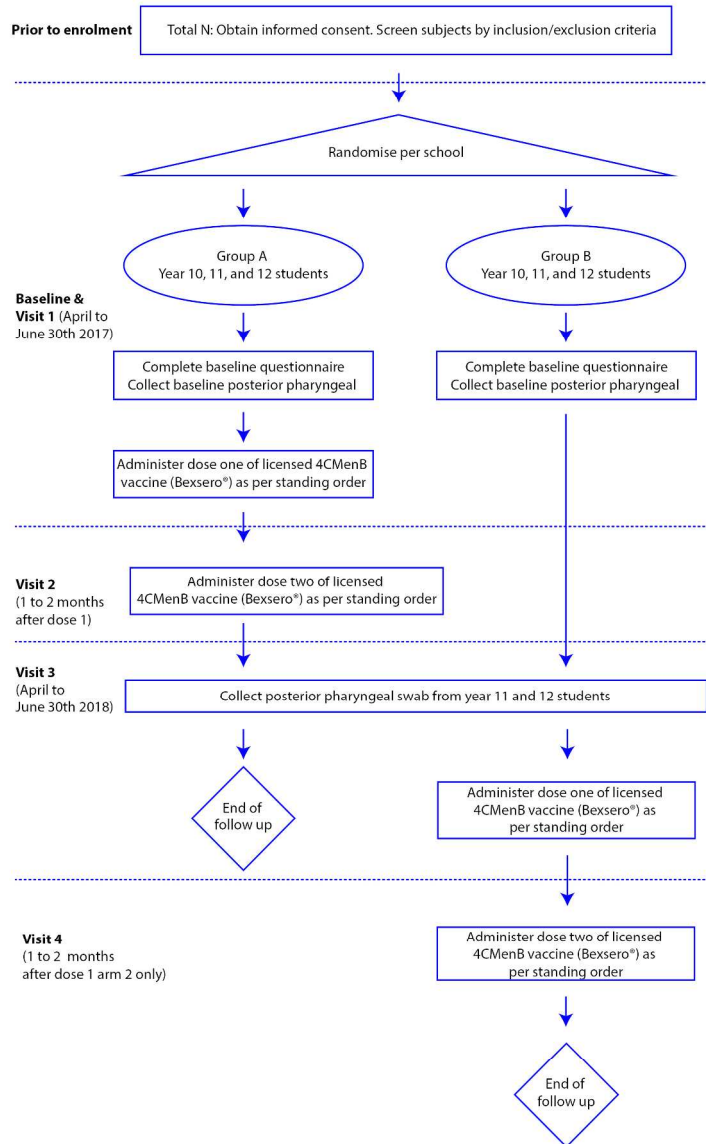 Prior to enrolment
Total N: Obtain informed consent. Screen subjects by inclusion/exclusion criteria
Randomise per school
Group A
Year 10, 11, and 12 students
Group B
Year 10, 11, and 12 students
Baseline &
Visit 1 (April to
June 30th 2017)
Complete baseline questionnaire
Collect baseline posterior pharyngeal
Complete baseline questionnaire
Collect baseline posterior pharyngeal
Administer dose one of licensed 4CMenB
vaccine (Bexsero®) as per standing order
Visit 2
(1 to 2 months
after dose 1)
Administer dose two of licensed
4CMenB vaccine (Bexsero®) as per standing order
Visit 3
(April to
June 30th 2018)
Collect posterior pharyngeal swab from year 11 and 12 students
End of
follow up
Administer dose one of licensed
4CMenB vaccine (Bexsero®) as
per standing order
Visit 4
(1 to 2 months
after dose 1 arm 2 only)
Administer dose two of licensed
4CMenB vaccine (Bexsero®) as
per standing order
End of
follow up